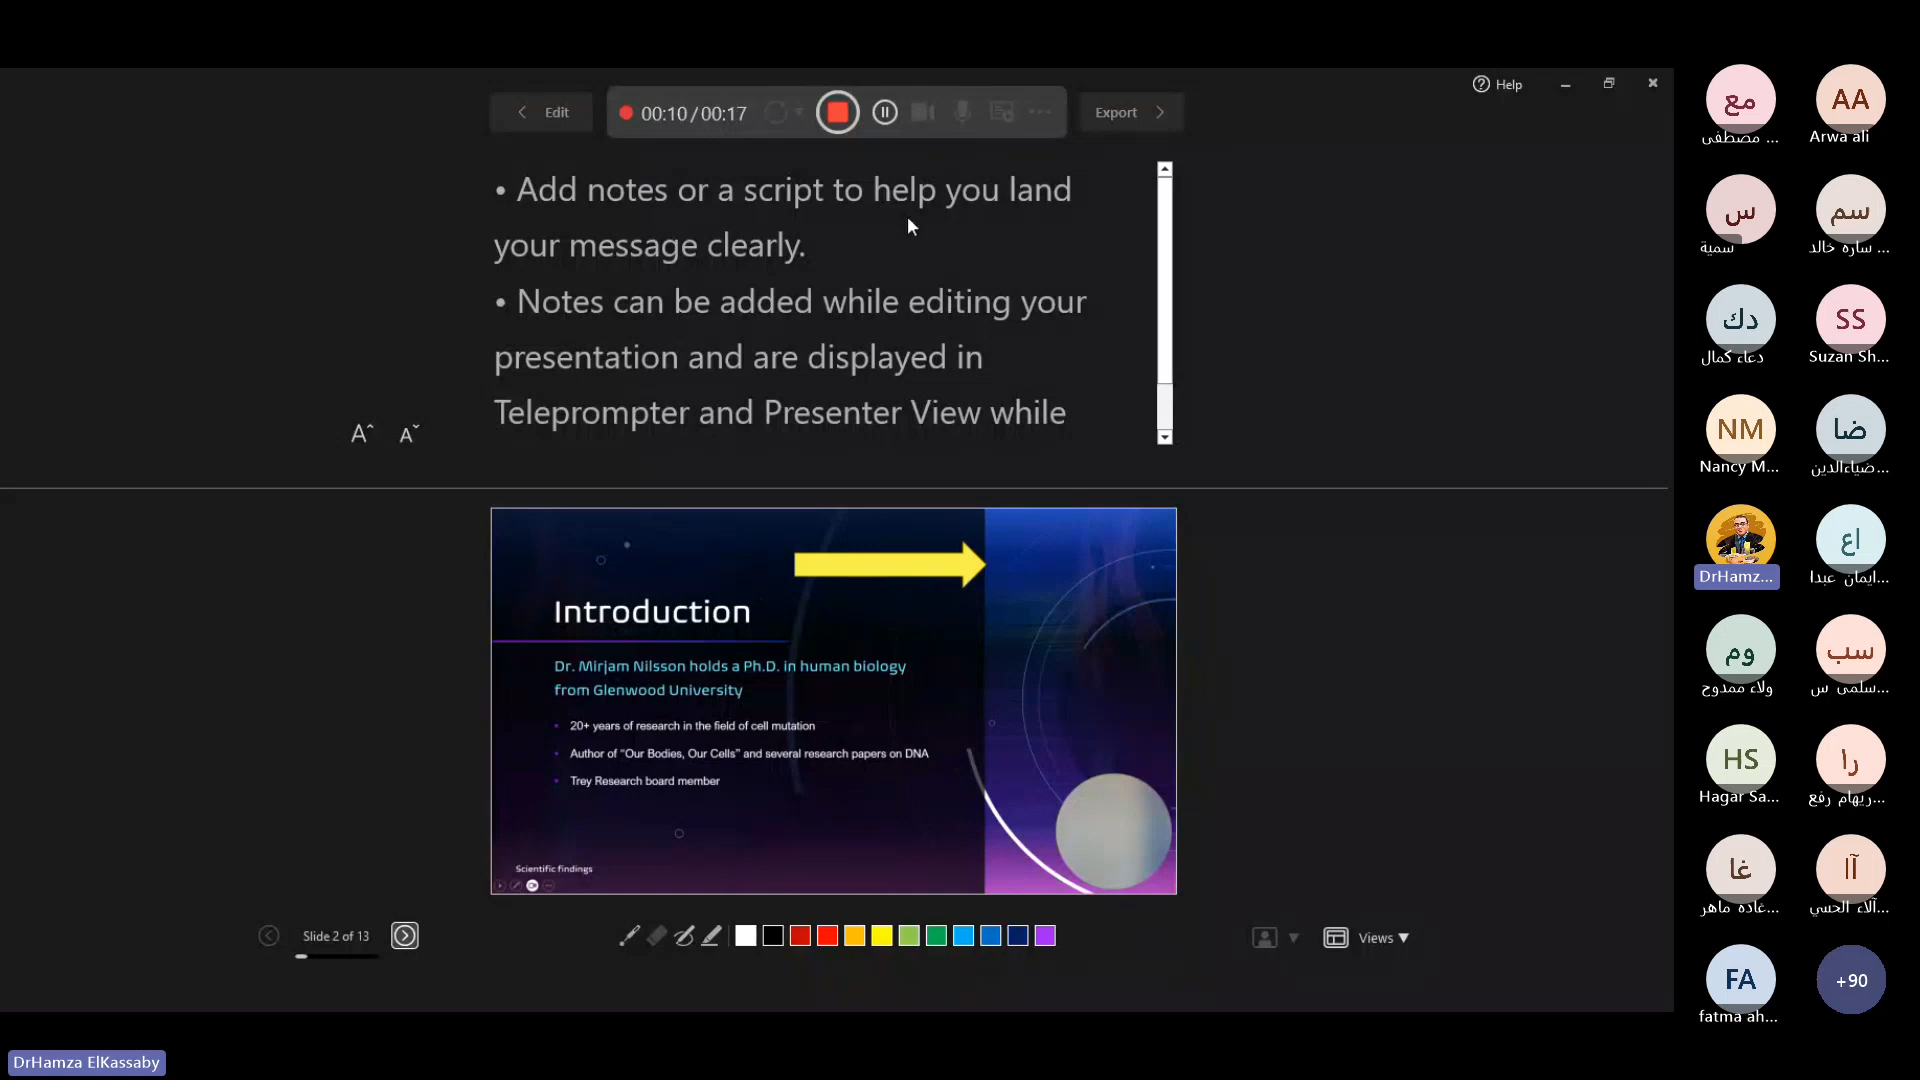 Help
Edit
00:10/00:17
Export
• Add notes or a script to help you land
your message clearly.
• Notes can be added while editing your
presentation and are displayed in
Teleprompter and Presenter View while
A^ Aˇ
Introduction
Dr. Mirjam Nilsson holds a Ph.D. in human biology
from Glenwood University
• 20+ years of research in the field of cell mutation
• Author of “Our Bodies, Our Cells” and several research papers on DNA
• Trey Research board member
Scientific findings
Slide 2 of 13
Views
مع
مصطفى ...
AA
Arwa ali
س
سمية
سم
ساره خالد ...
دك
دعاء كمال
SS
Suzan Sh...
NM
Nancy M...
ضا
ضياءالدين...
DrHamz...
اع
ايمان عبدا...
وم
ولاء ممدوح
سب
سلمى س...
HS
Hagar Sa...
را
ريهام رفع...
غا
غاده ماهر...
آا
آلاء الحسي...
FA
fatma ah...
+90
DrHamza ElKassaby